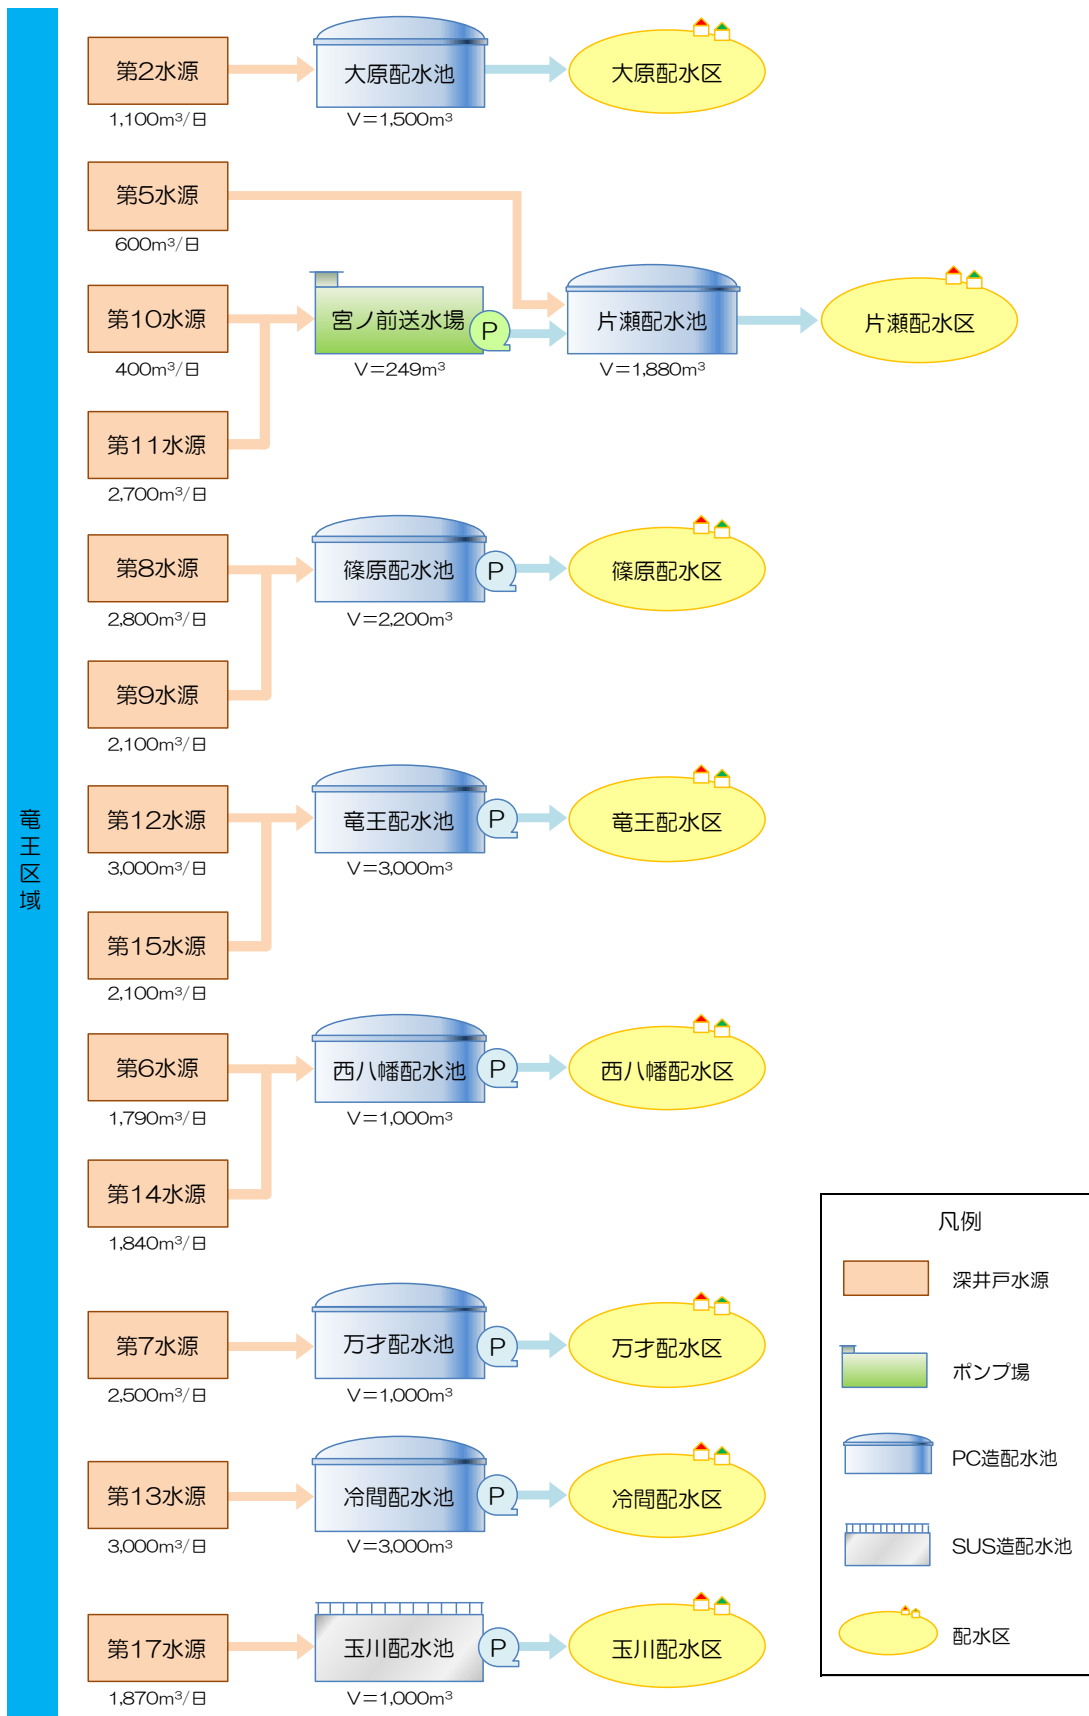 竜王区域
第2水源
1,100m³/日
大原配水池
V=1,500m³
大原配水区
第5水源
600m³/日
第10水源
400m³/日
宮ノ前送水場
P
V=249m³
片瀬配水池
V=1,880m³
片瀬配水区
第11水源
2,700m³/日
第8水源
2,800m³/日
篠原配水池
P
V=2,200m³
篠原配水区
第9水源
2,100m³/日
第12水源
3,000m³/日
竜王配水池
P
V=3,000m³
竜王配水区
第15水源
2,100m³/日
第6水源
1,790m³/日
西八幡配水池
P
V=1,000m³
西八幡配水区
第14水源
1,840m³/日
第7水源
2,500m³/日
万才配水池
P
V=1,000m³
万才配水区
第13水源
3,000m³/日
冷間配水池
P
V=3,000m³
冷間配水区
第17水源
1,870m³/日
玉川配水池
P
V=1,000m³
玉川配水区
凡例
深井戸水源
ポンプ場
PC造配水池
SUS造配水池
配水区